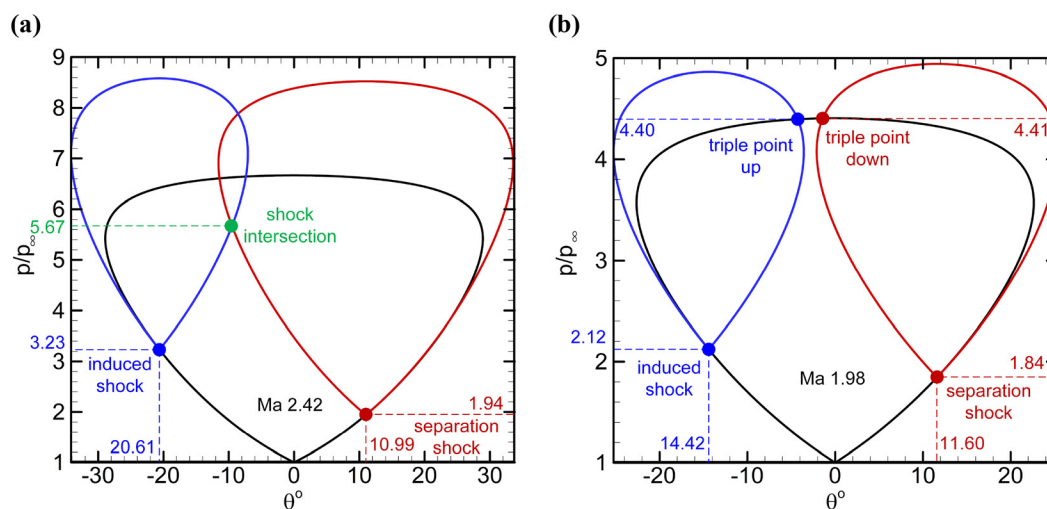 (a)
9
8
7
6
5
4
3
2
1
p/p∞
5.67
3.23
shock
intersection
induced
shock
Ma 2.42
1.94
separation
shock
20.61
10.99
-30
-20
-10
0
10
20
30
θ°
(b)
5
4
3
2
1
p/p∞
4.40
4.41
triple point
up
triple point
down
2.12
induced
shock
Ma 1.98
1.84
separation
shock
14.42
11.60
-20
-10
0
10
20
θ°